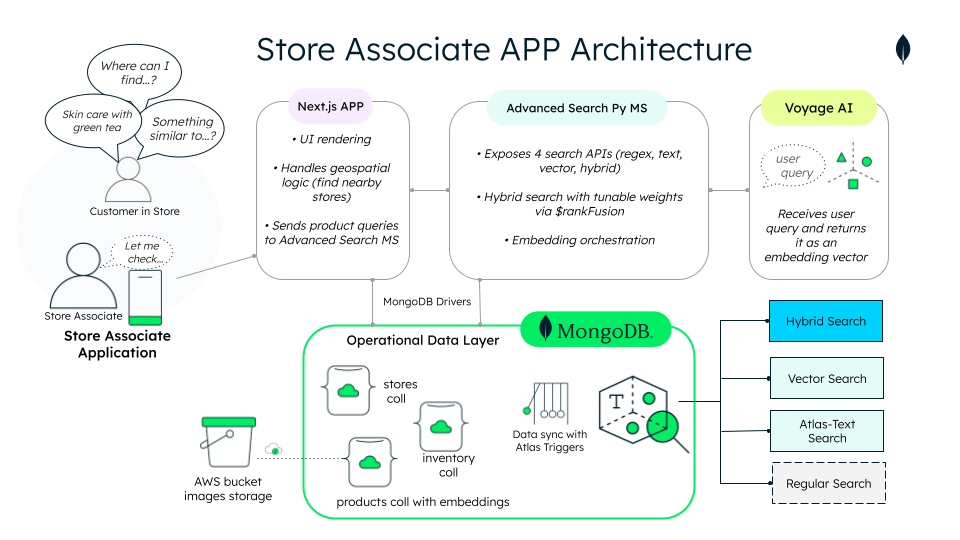 Store Associate APP Architecture
Where can I
find...?
Skin care with
green tea
Something
similar to...?
Customer in Store
Let me
check...
Store Associate
Store Associate
Application
Next.js APP
• UI rendering
• Handles geospatial
logic (find nearby
stores)
• Sends product queries
to Advanced Search MS
Advanced Search Py MS
• Exposes 4 search APIs (regex, text,
vector, hybrid)
• Hybrid search with tunable weights
via $rankFusion
• Embedding orchestration
Voyage AI
user
query
Receives user
query and returns
it as an
embedding vector
MongoDB Drivers
MongoDB.
Operational Data Layer
stores
coll
inventory
coll
products coll with embeddings
Data sync with
Atlas Triggers
T
AWS bucket
images storage
Hybrid Search
Vector Search
Atlas-Text
Search
Regular Search